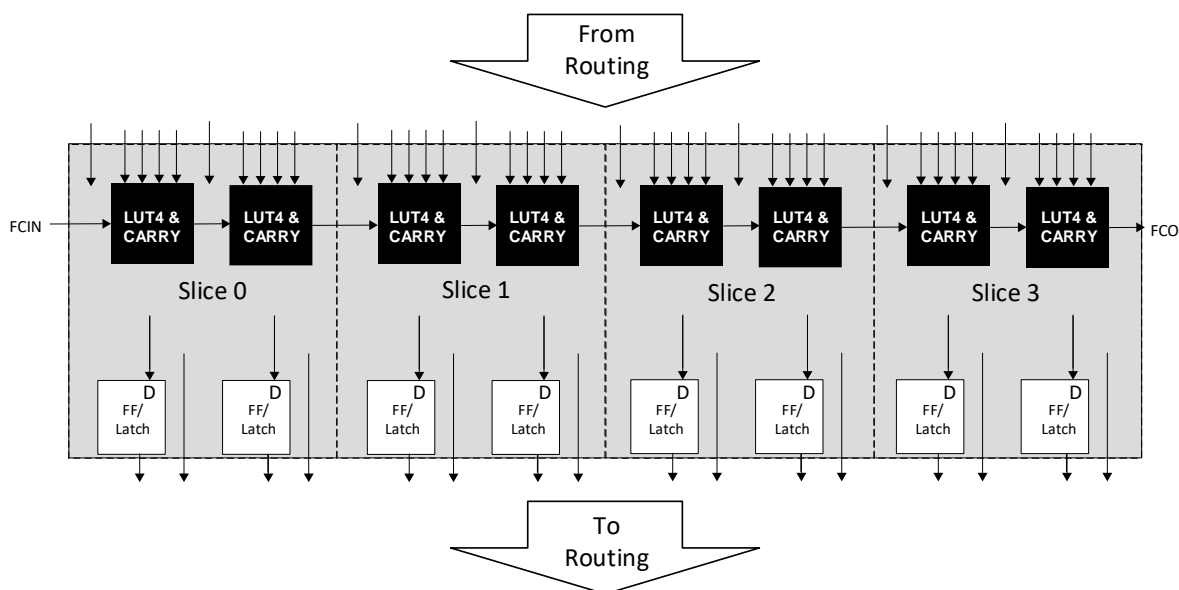 From
Routing
FCIN
LUT4 &
CARRY
LUT4 &
CARRY
LUT4 &
CARRY
LUT4 &
CARRY
LUT4 &
CARRY
LUT4 &
CARRY
LUT4 &
CARRY
LUT4 &
CARRY
FCO
Slice 0
Slice 1
Slice 2
Slice 3
D
FF/
Latch
D
FF/
Latch
D
FF/
Latch
D
FF/
Latch
D
FF/
Latch
D
FF/
Latch
D
FF/
Latch
D
FF/
Latch
To
Routing